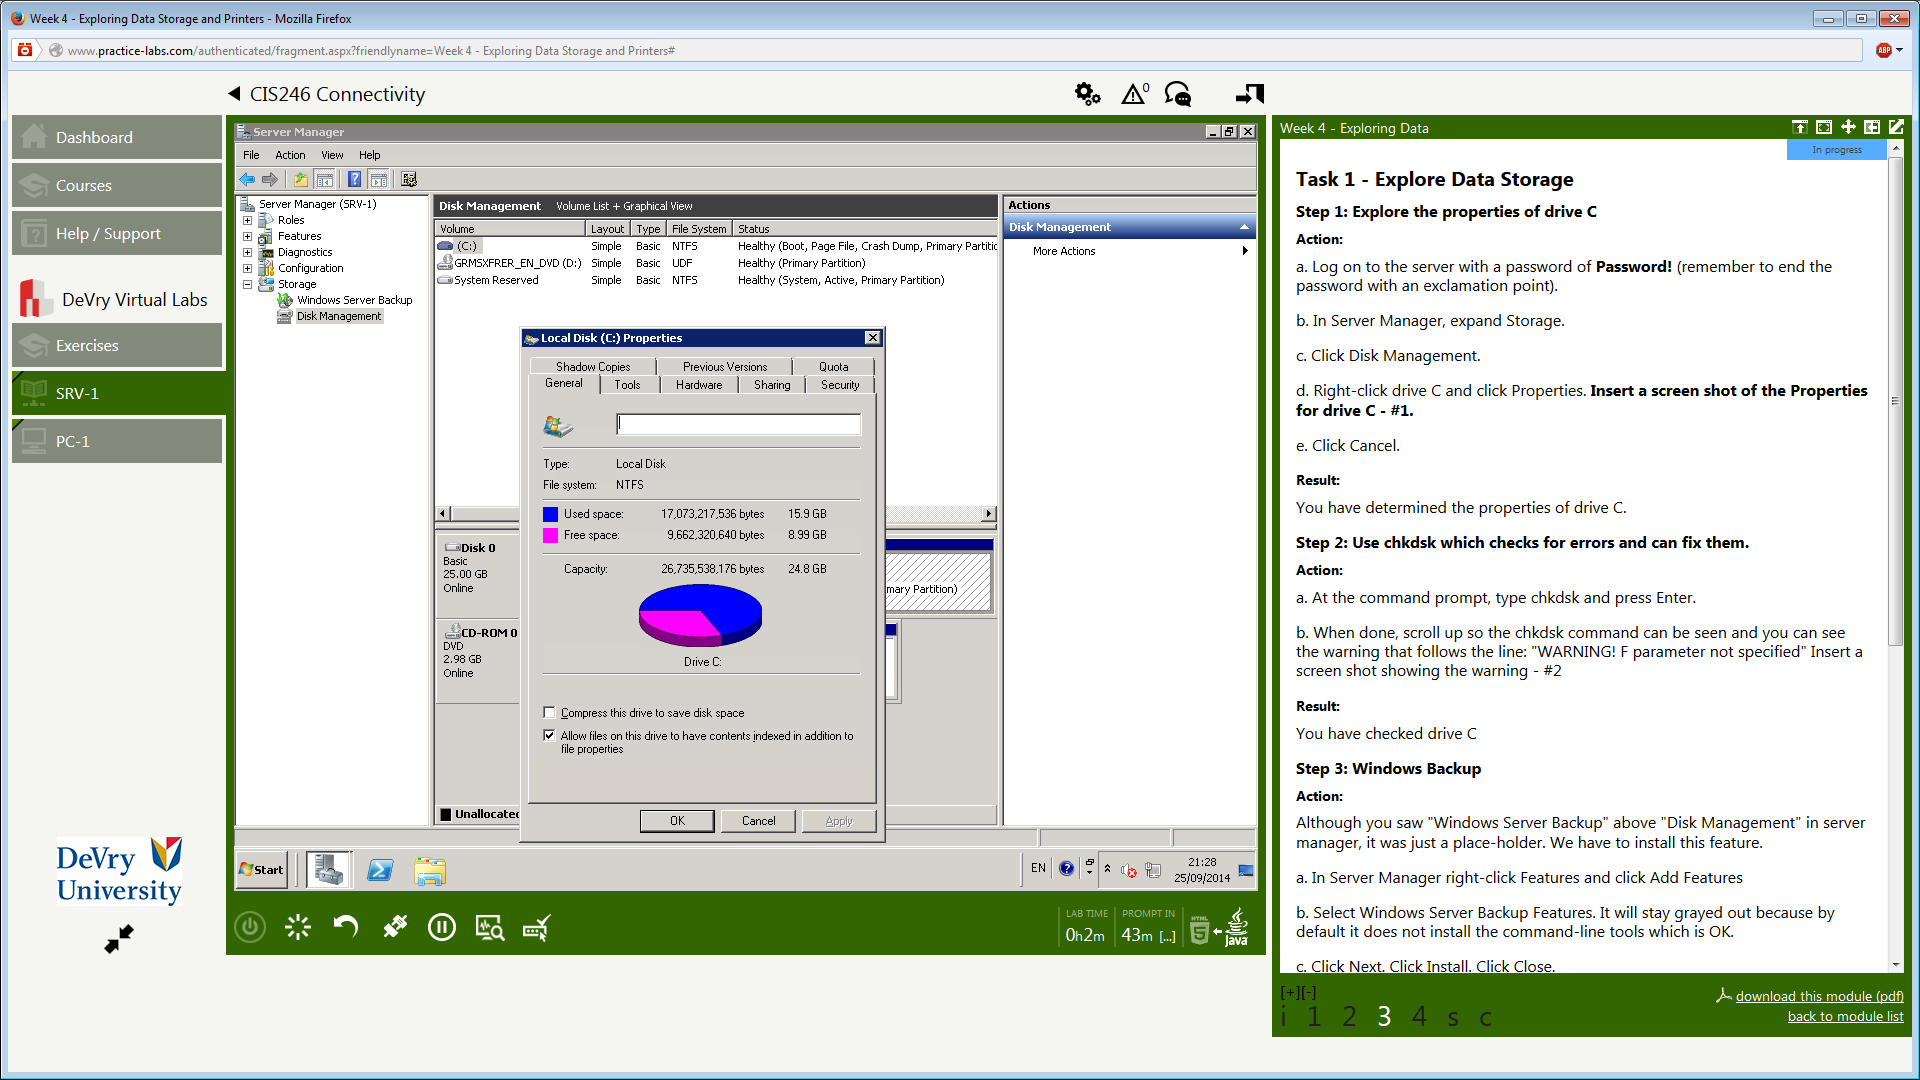 Week 4 - Exploring Data Storage and Printers - Mozilla Firefox
www.practice-labs.com/authenticated/fragment.aspx?friendlyname=Week 4 - Exploring Data Storage and Printers#
ABP
CIS246 Connectivity
0
Dashboard
Courses
Help / Support
DeVry Virtual Labs
Exercises
SRV-1
PC-1
DeVry
University
Server Manager
File Action View Help
Server Manager (SRV-1)
Roles
Features
Diagnostics
Configuration
Storage
Windows Server Backup
Disk Management
Disk Management Volume List + Graphical View
Volume Layout Type File System Status
(C:) Simple Basic NTFS Healthy (Boot, Page File, Crash Dump, Primary Partitic
GRMSXFRER_EN_DVD (D:) Simple Basic UDF Healthy (Primary Partition)
System Reserved Simple Basic NTFS Healthy (System, Active, Primary Partition)
Actions
Disk Management
More Actions
Local Disk (C:) Properties
Shadow Copies Previous Versions Quota
General Tools Hardware Sharing Security
Type: Local Disk
File system: NTFS
Used space: 17,073,217,536 bytes 15.9 GB
Free space: 9,662,320,640 bytes 8.99 GB
Capacity: 26,735,538,176 bytes 24.8 GB
Drive C:
Compress this drive to save disk space
Allow files on this drive to have contents indexed in addition to
file properties
OK Cancel Apply
Disk 0
Basic
25.00 GB
Online
mary Partition)
CD-ROM 0
DVD
2.98 GB
Online
Unallocated
Start
EN
21:28
25/09/2014
LAB TIME
0h2m
PROMPT IN
43m [...]
HTML
5
Java
Week 4 - Exploring Data
In progress
Task 1 - Explore Data Storage
Step 1: Explore the properties of drive C
Action:
a. Log on to the server with a password of Password! (remember to end the
password with an exclamation point).
b. In Server Manager, expand Storage.
c. Click Disk Management.
d. Right-click drive C and click Properties. Insert a screen shot of the Properties
for drive C - #1.
e. Click Cancel.
Result:
You have determined the properties of drive C.
Step 2: Use chkdsk which checks for errors and can fix them.
Action:
a. At the command prompt, type chkdsk and press Enter.
b. When done, scroll up so the chkdsk command can be seen and you can see
the warning that follows the line: "WARNING! F parameter not specified" Insert a
screen shot showing the warning - #2
Result:
You have checked drive C
Step 3: Windows Backup
Action:
Although you saw "Windows Server Backup" above "Disk Management" in server
manager, it was just a place-holder. We have to install this feature.
a. In Server Manager right-click Features and click Add Features
b. Select Windows Server Backup Features. It will stay grayed out because by
default it does not install the command-line tools which is OK.
c. Click Next. Click Install. Click Close.
[+][-]
i 1 2 3 4 s c
download this module (pdf)
back to module list